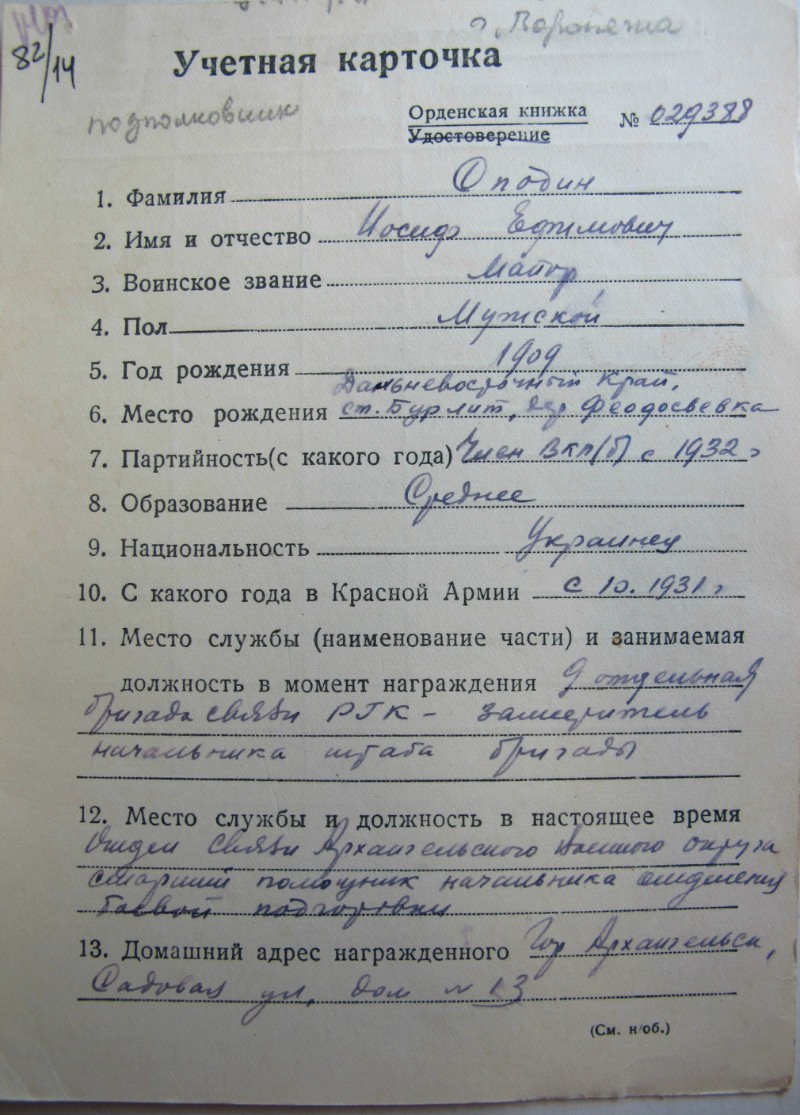 г. Воронежа
82/14
Учетная карточка
подполковник
Орденская книжка
Удостоверение
№ 029388
1. Фамилия Оподин
2. Имя и отчество Иосиф Ефимович
3. Воинское звание Майор
4. Пол Мужской
5. Год рождения 1909
Дальневосточный край,
6. Место рождения ст. Бурлит, дер Феодосьевка
7. Партийность(с какого года) Член ВКП(б) с 1932 г
8. Образование Среднее
9. Национальность Украинец
10. С какого года в Красной Армии с 10. 1931 г
11. Место службы (наименование части) и занимаемая
должность в момент награждения 9 отдельная
бригада связи РГК – заместитель
начальника штаба бригады
12. Место службы и должность в настоящее время
Отдел связи Архангельского Военного округа
старший помощник начальника отделения
боевой подготовки
13. Домашний адрес награжденного Гор Архангельск,
Садовая ул, дом № 13
(См. н/об.)